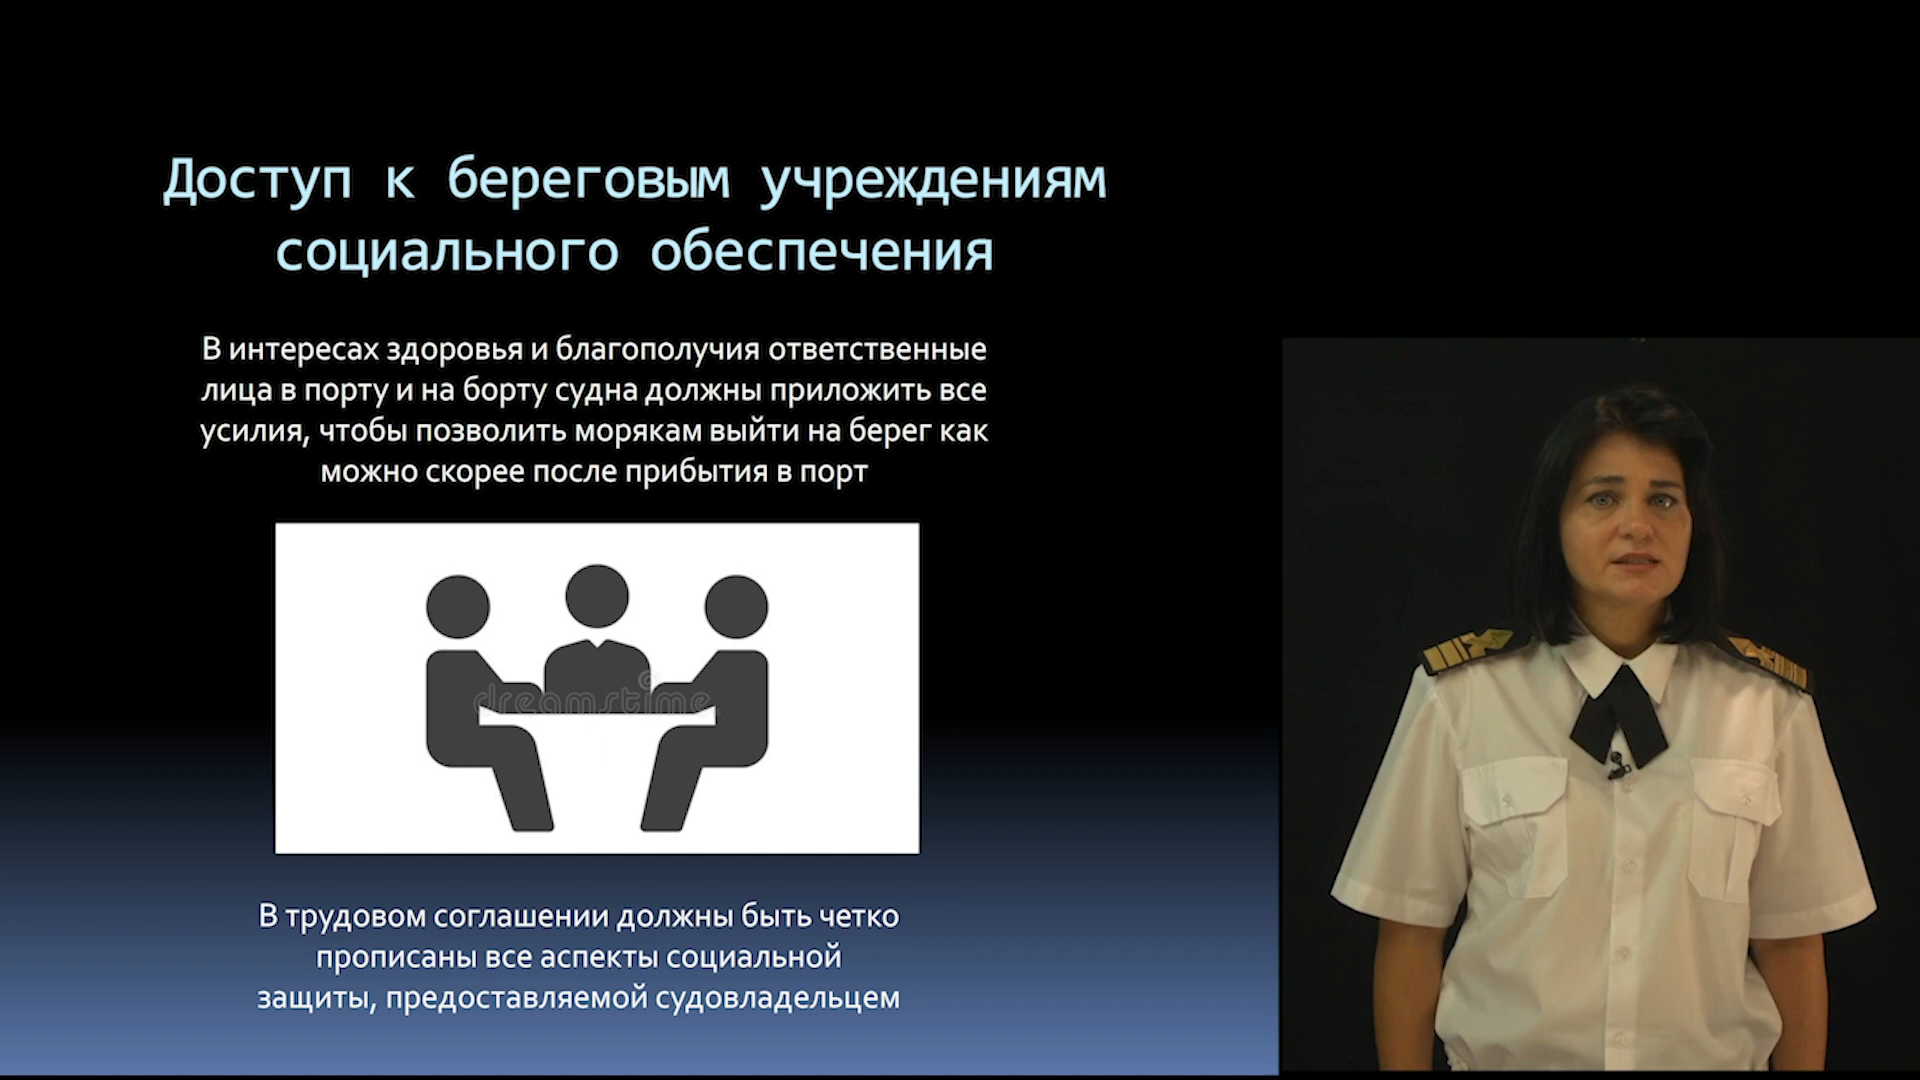 Доступ к береговым учреждениям
социального обеспечения
В интересах здоровья и благополучия ответственные
лица в порту и на борту судна должны приложить все
усилия, чтобы позволить морякам выйти на берег как
можно скорее после прибытия в порт
dreamstime
В трудовом соглашении должны быть четко
прописаны все аспекты социальной
защиты, предоставляемой судовладельцем